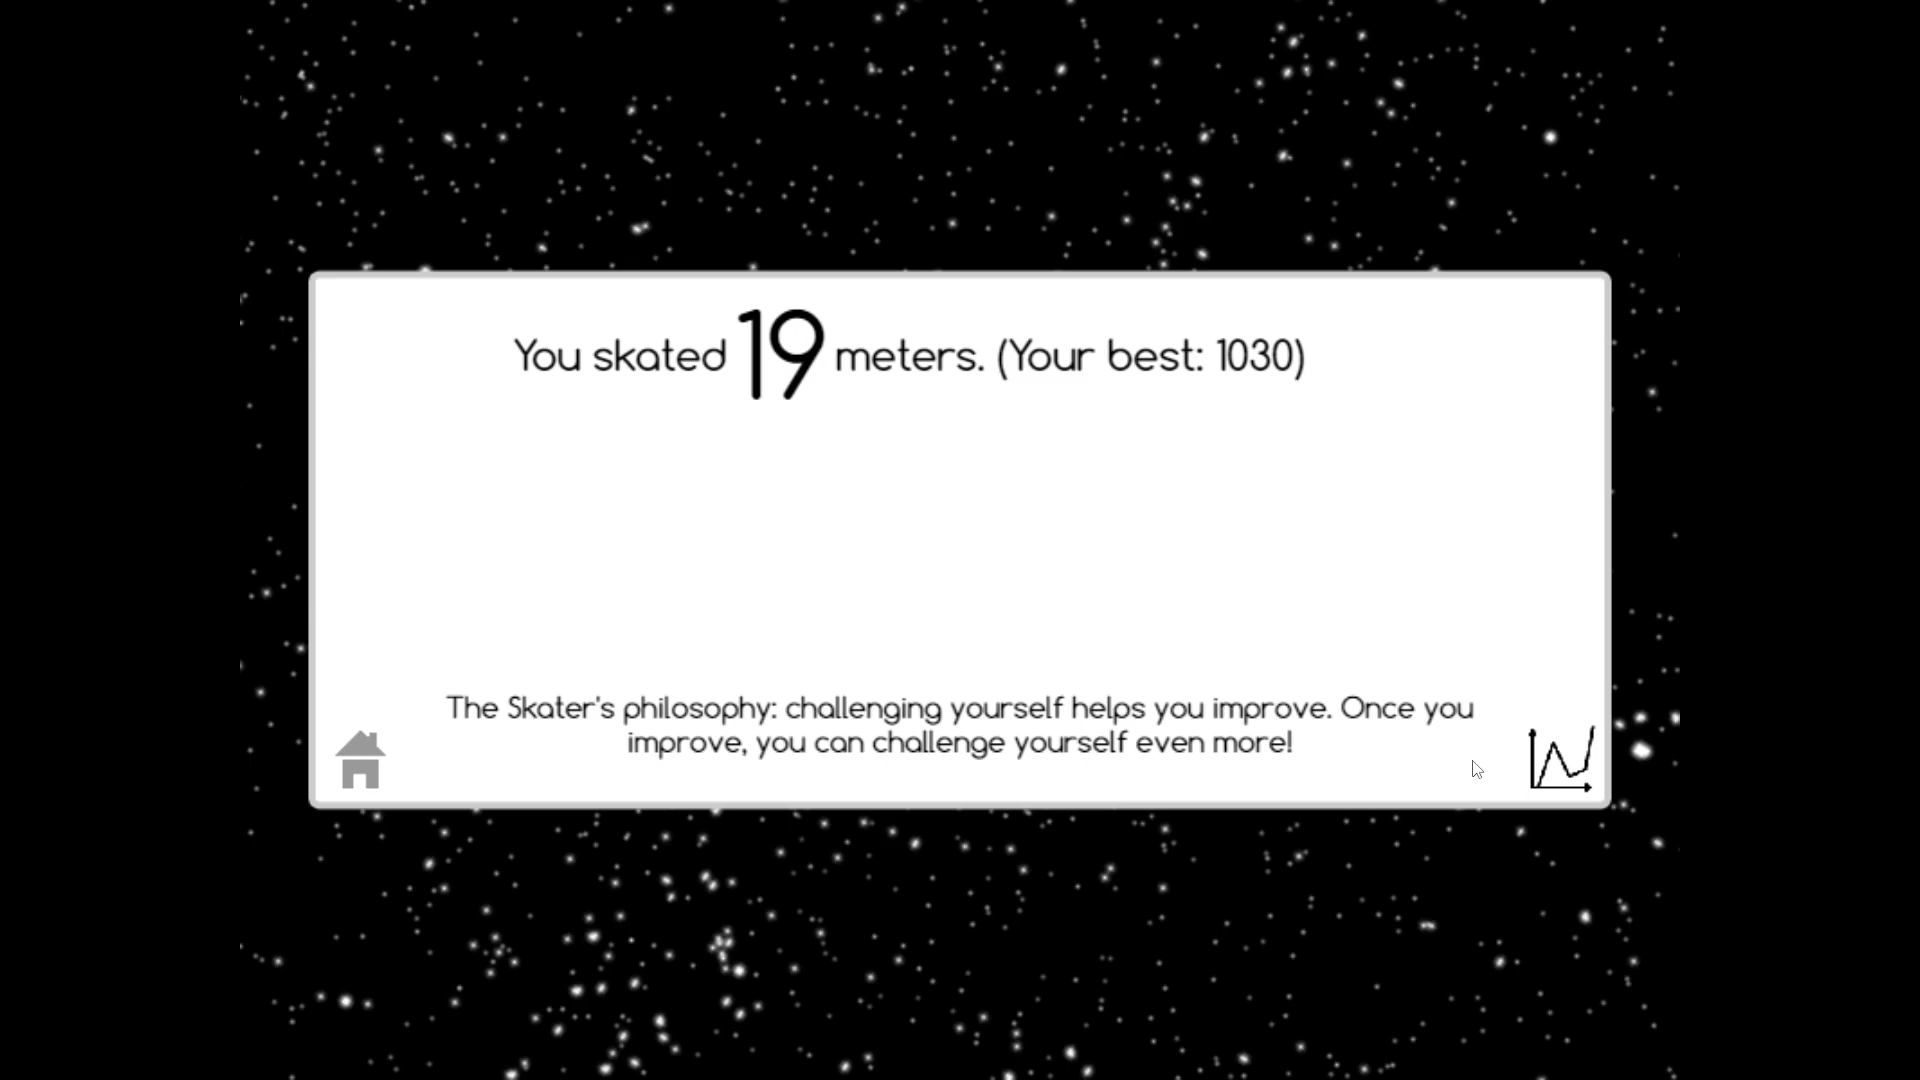 You skated 19 meters. (Your best: 1030)
The Skater's philosophy: challenging yourself helps you improve. Once you
improve, you can challenge yourself even more!